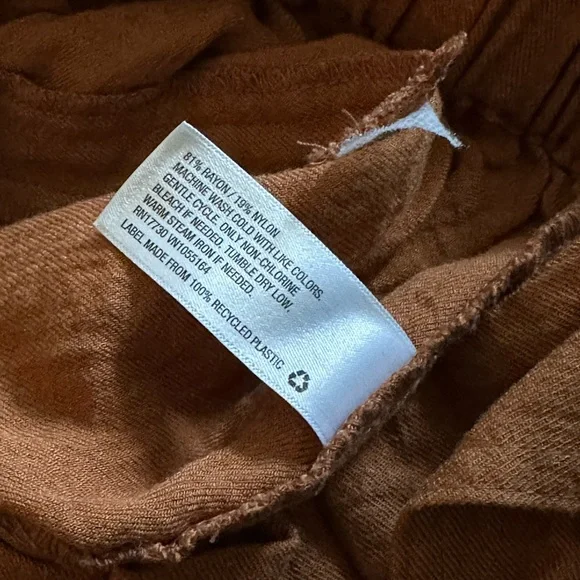 81% RAYON / 19% NYLON
MACHINE WASH COLD WITH LIKE COLORS.
GENTLE CYCLE. ONLY NON-CHLORINE
BLEACH IF NEEDED. TUMBLE DRY LOW.
WARM STEAM IRON IF NEEDED.
RN17730 VN1055164
LABEL MADE FROM 100% RECYCLED PLASTIC